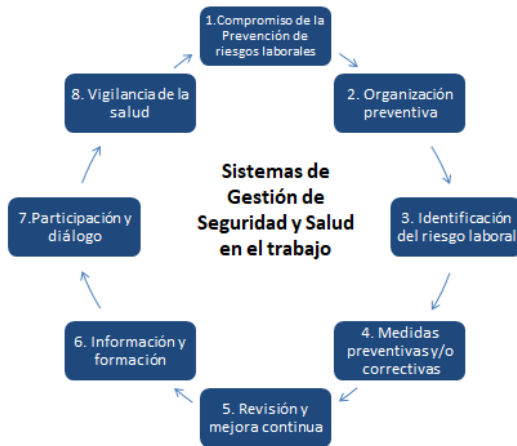 1.Compromiso de la
Prevención de
riesgos laborales
2. Organización
preventiva
3. Identificación
del riesgo laboral
4. Medidas
preventivas y/o
correctivas
5. Revisión y
mejora continua
6. Información y
formación
7.Participación y
diálogo
8. Vigilancia de la
salud
Sistemas de
Gestión de
Seguridad y Salud
en el trabajo